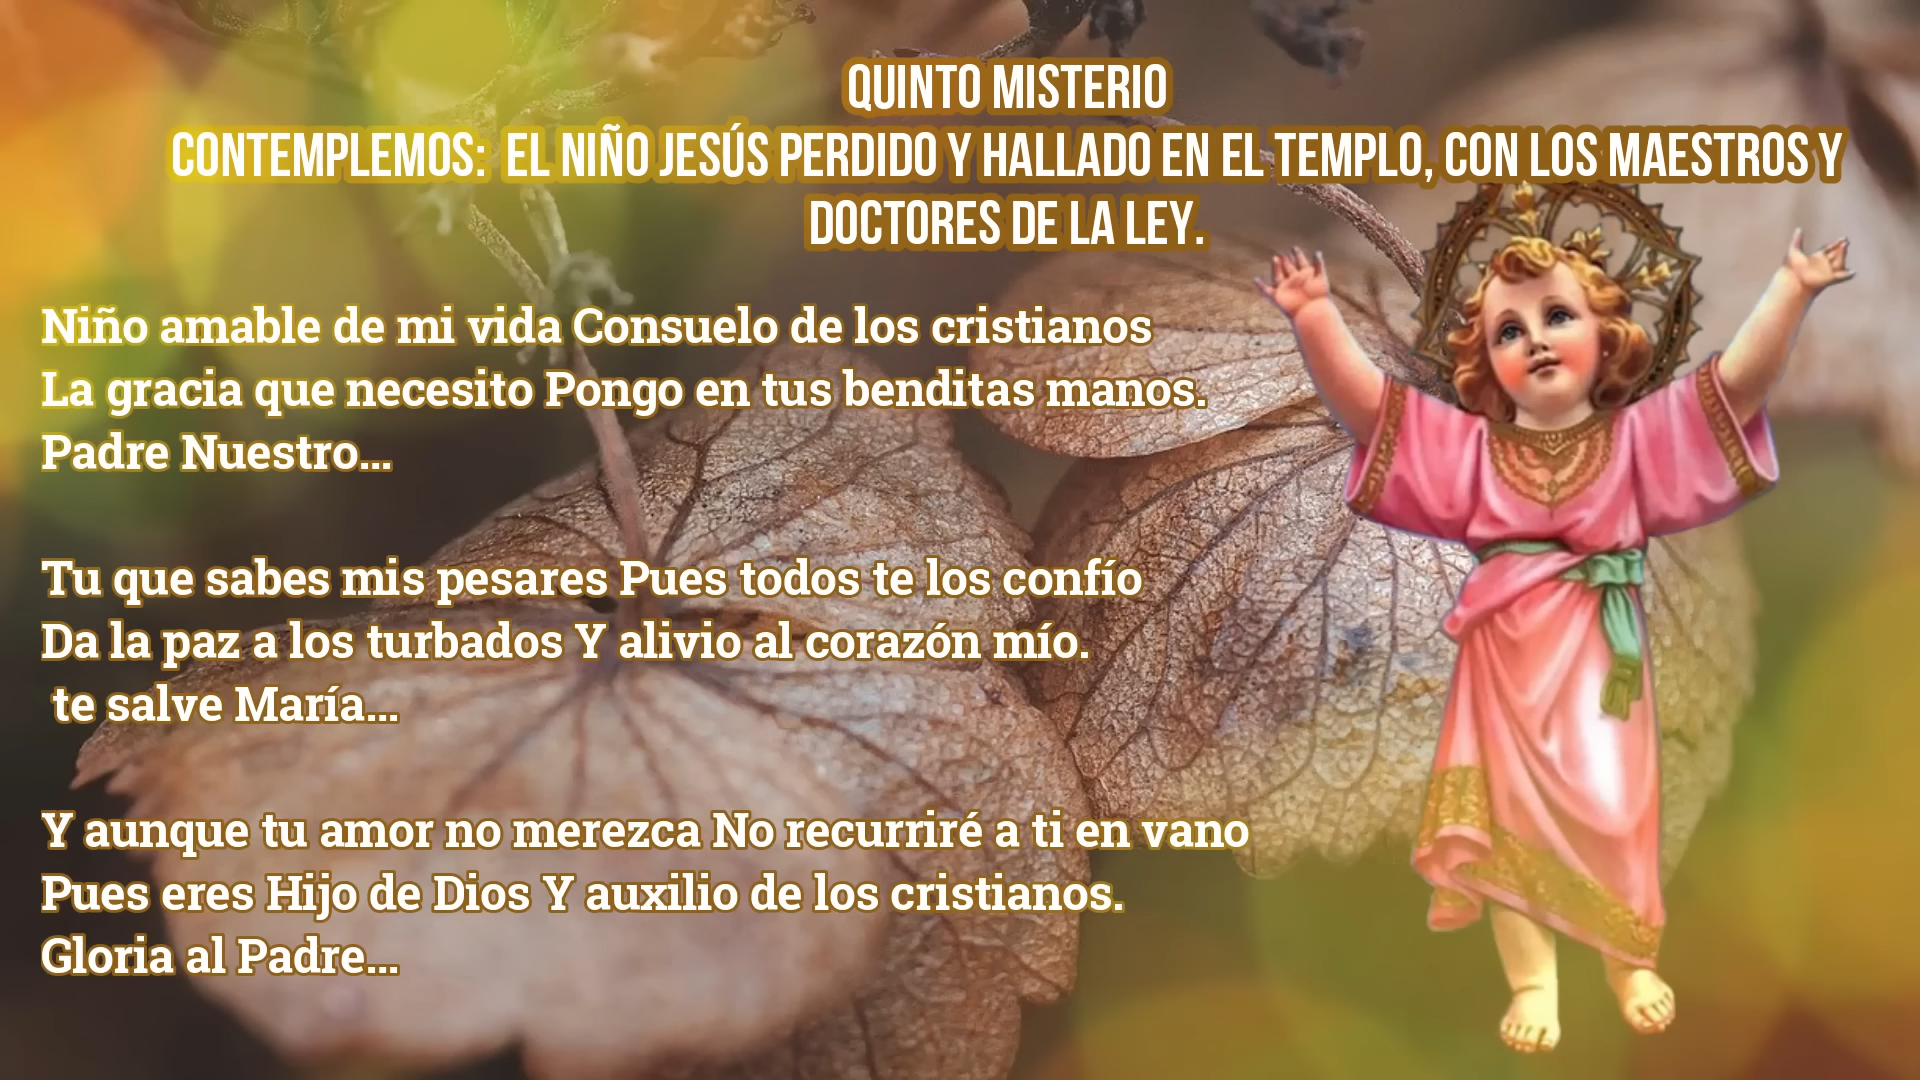 QUINTO MISTERIO
CONTEMPLEMOS: EL NIÑO JESÚS PERDIDO Y HALLADO EN EL TEMPLO, CON LOS MAESTROS Y
DOCTORES DE LA LEY.
Niño amable de mi vida Consuelo de los cristianos
La gracia que necesito Pongo en tus benditas manos.
Padre Nuestro...
Tu que sabes mis pesares Pues todos te los confío
Da la paz a los turbados Y alivio al corazón mío.
te salve María...
Y aunque tu amor no merezca No recurriré a ti en vano
Pues eres Hijo de Dios Y auxilio de los cristianos.
Gloria al Padre...